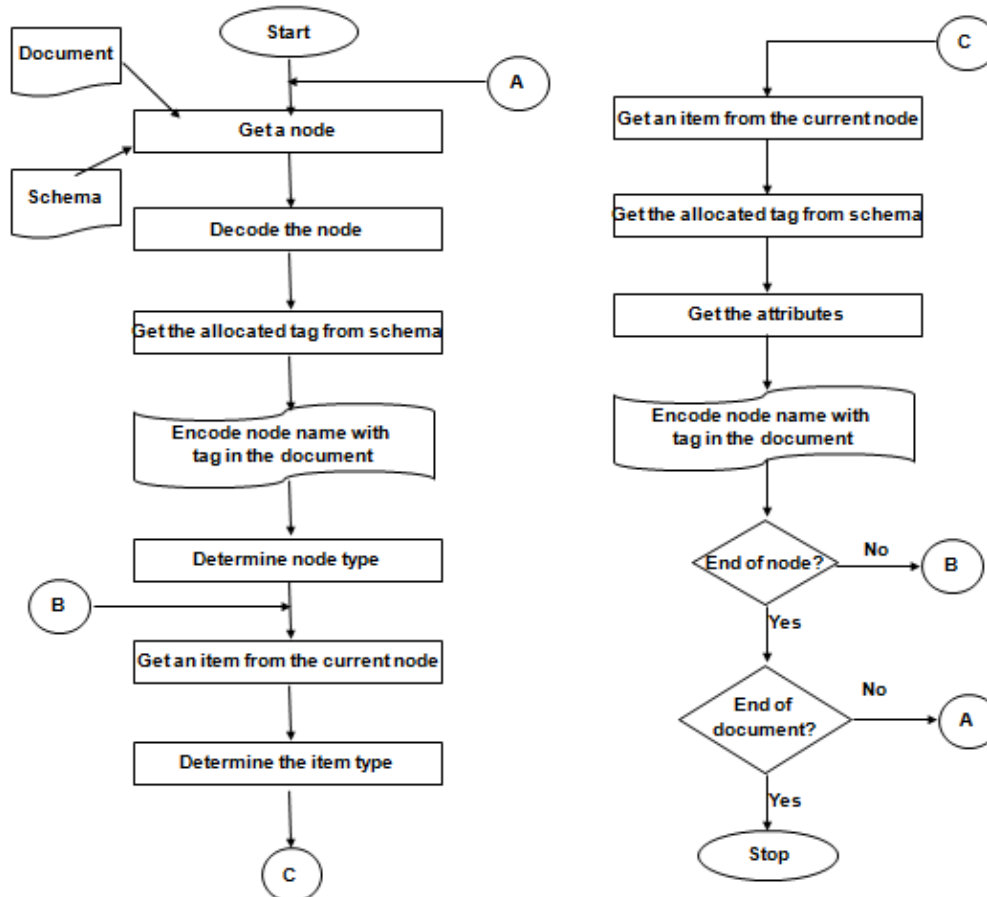 Start
Document
A
Get a node
Schema
Decode the node
Get the allocated tag from schema
Encode node name with
tag in the document
Determine node type
B
Get an item from the current node
Determine the item type
C
C
Get an item from the current node
Get the allocated tag from schema
Get the attributes
Encode node name with
tag in the document
End of node?
No
B
Yes
End of
document?
No
A
Yes
Stop